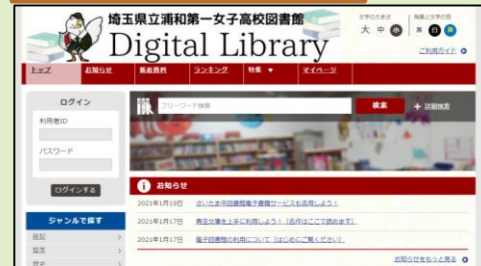 埼玉県立浦和第一女子高校図書館
Digital Library
文字の大きさ
大 中 小
背景と文字の色
黒 白 青
ご利用ガイド
トップ
お知らせ
新着資料
ランキング
特集 ▼
マイページ
ログイン
利用者ID
パスワード
ログインする
フリーワード検索
検索
+ 詳細検索
お知らせ
2021年1月19日 さいたま市図書館電子書籍サービスも活用しよう！
2021年1月17日 青空文庫を上手に利用しよう！（名作はここで読めます）
2021年1月17日 電子図書館の利用について（はじめにご覧ください）
お知らせをもっと見る
ジャンルで探す
総記
哲学
歴史